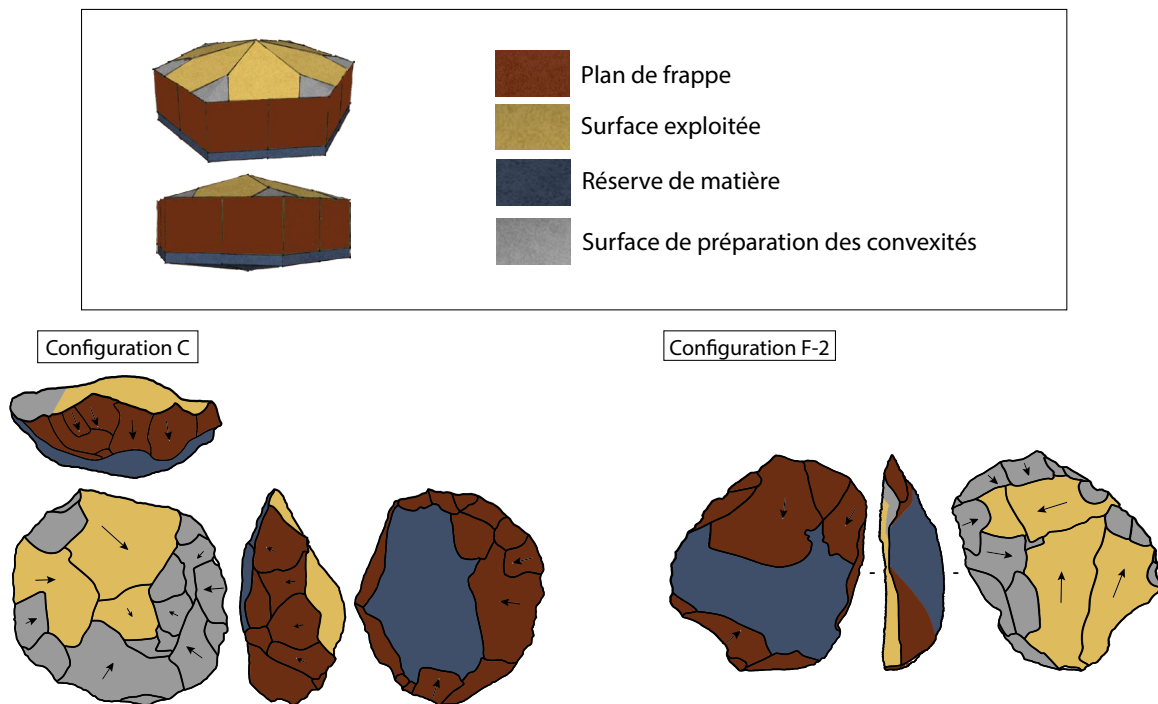 Plan de frappe
Surface exploitée
Réserve de matière
Surface de préparation des convexités
Configuration C
Configuration F-2